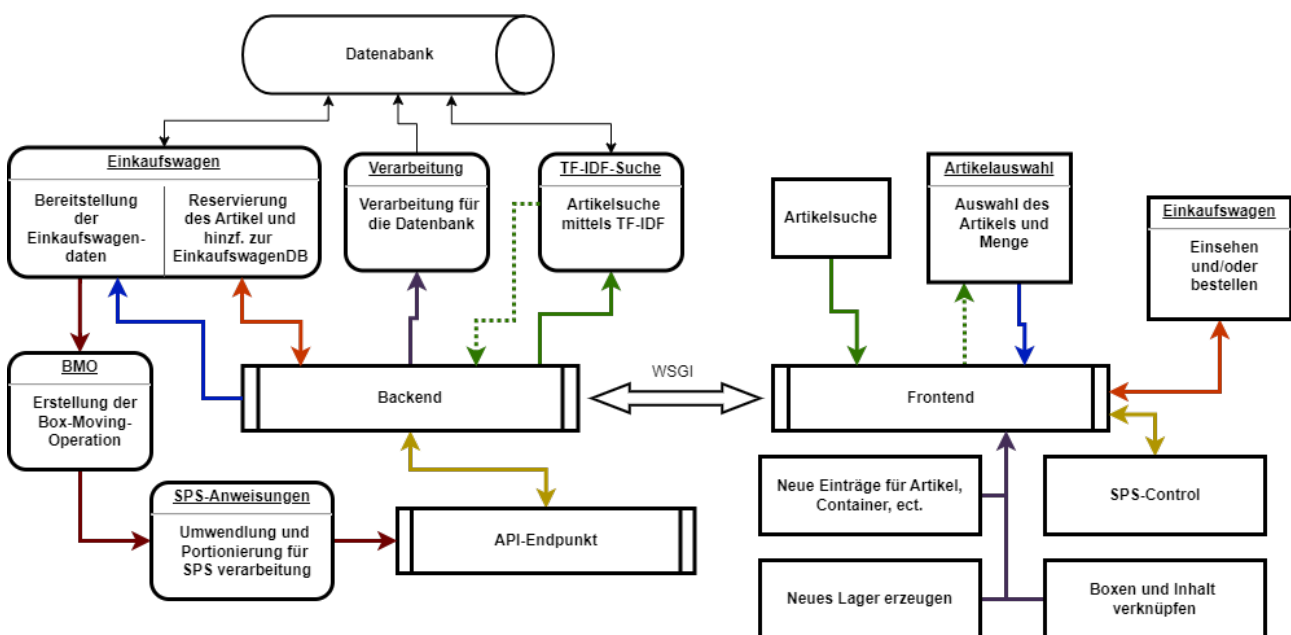 Datenabank
Einkaufswagen
Bereitstellung
der
Einkaufswagen-
daten
Reservierung
des Artikel und
hinzf. zur
EinkaufswagenDB
Verarbeitung
Verarbeitung für
die Datenbank
TF-IDF-Suche
Artikelsuche
mittels TF-IDF
Artikelsuche
Artikelauswahl
Auswahl des
Artikels und
Menge
Einkaufswagen
Einsehen
und/oder
bestellen
BMO
Erstellung der
Box-Moving-
Operation
Backend
WSGI
Frontend
SPS-Anweisungen
Umwendlung und
Portionierung für
SPS verarbeitung
API-Endpunkt
Neue Einträge für Artikel,
Container, ect.
SPS-Control
Neues Lager erzeugen
Boxen und Inhalt
verknüpfen